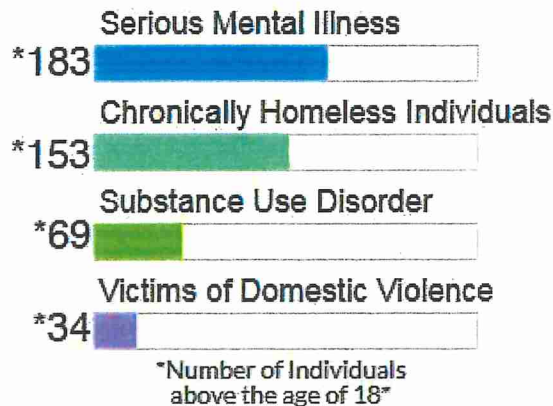 Serious Mental Illness
*183
Chronically Homeless Individuals
*153
Substance Use Disorder
*69
Victims of Domestic Violence
*34
*Number of Individuals
above the age of 18*